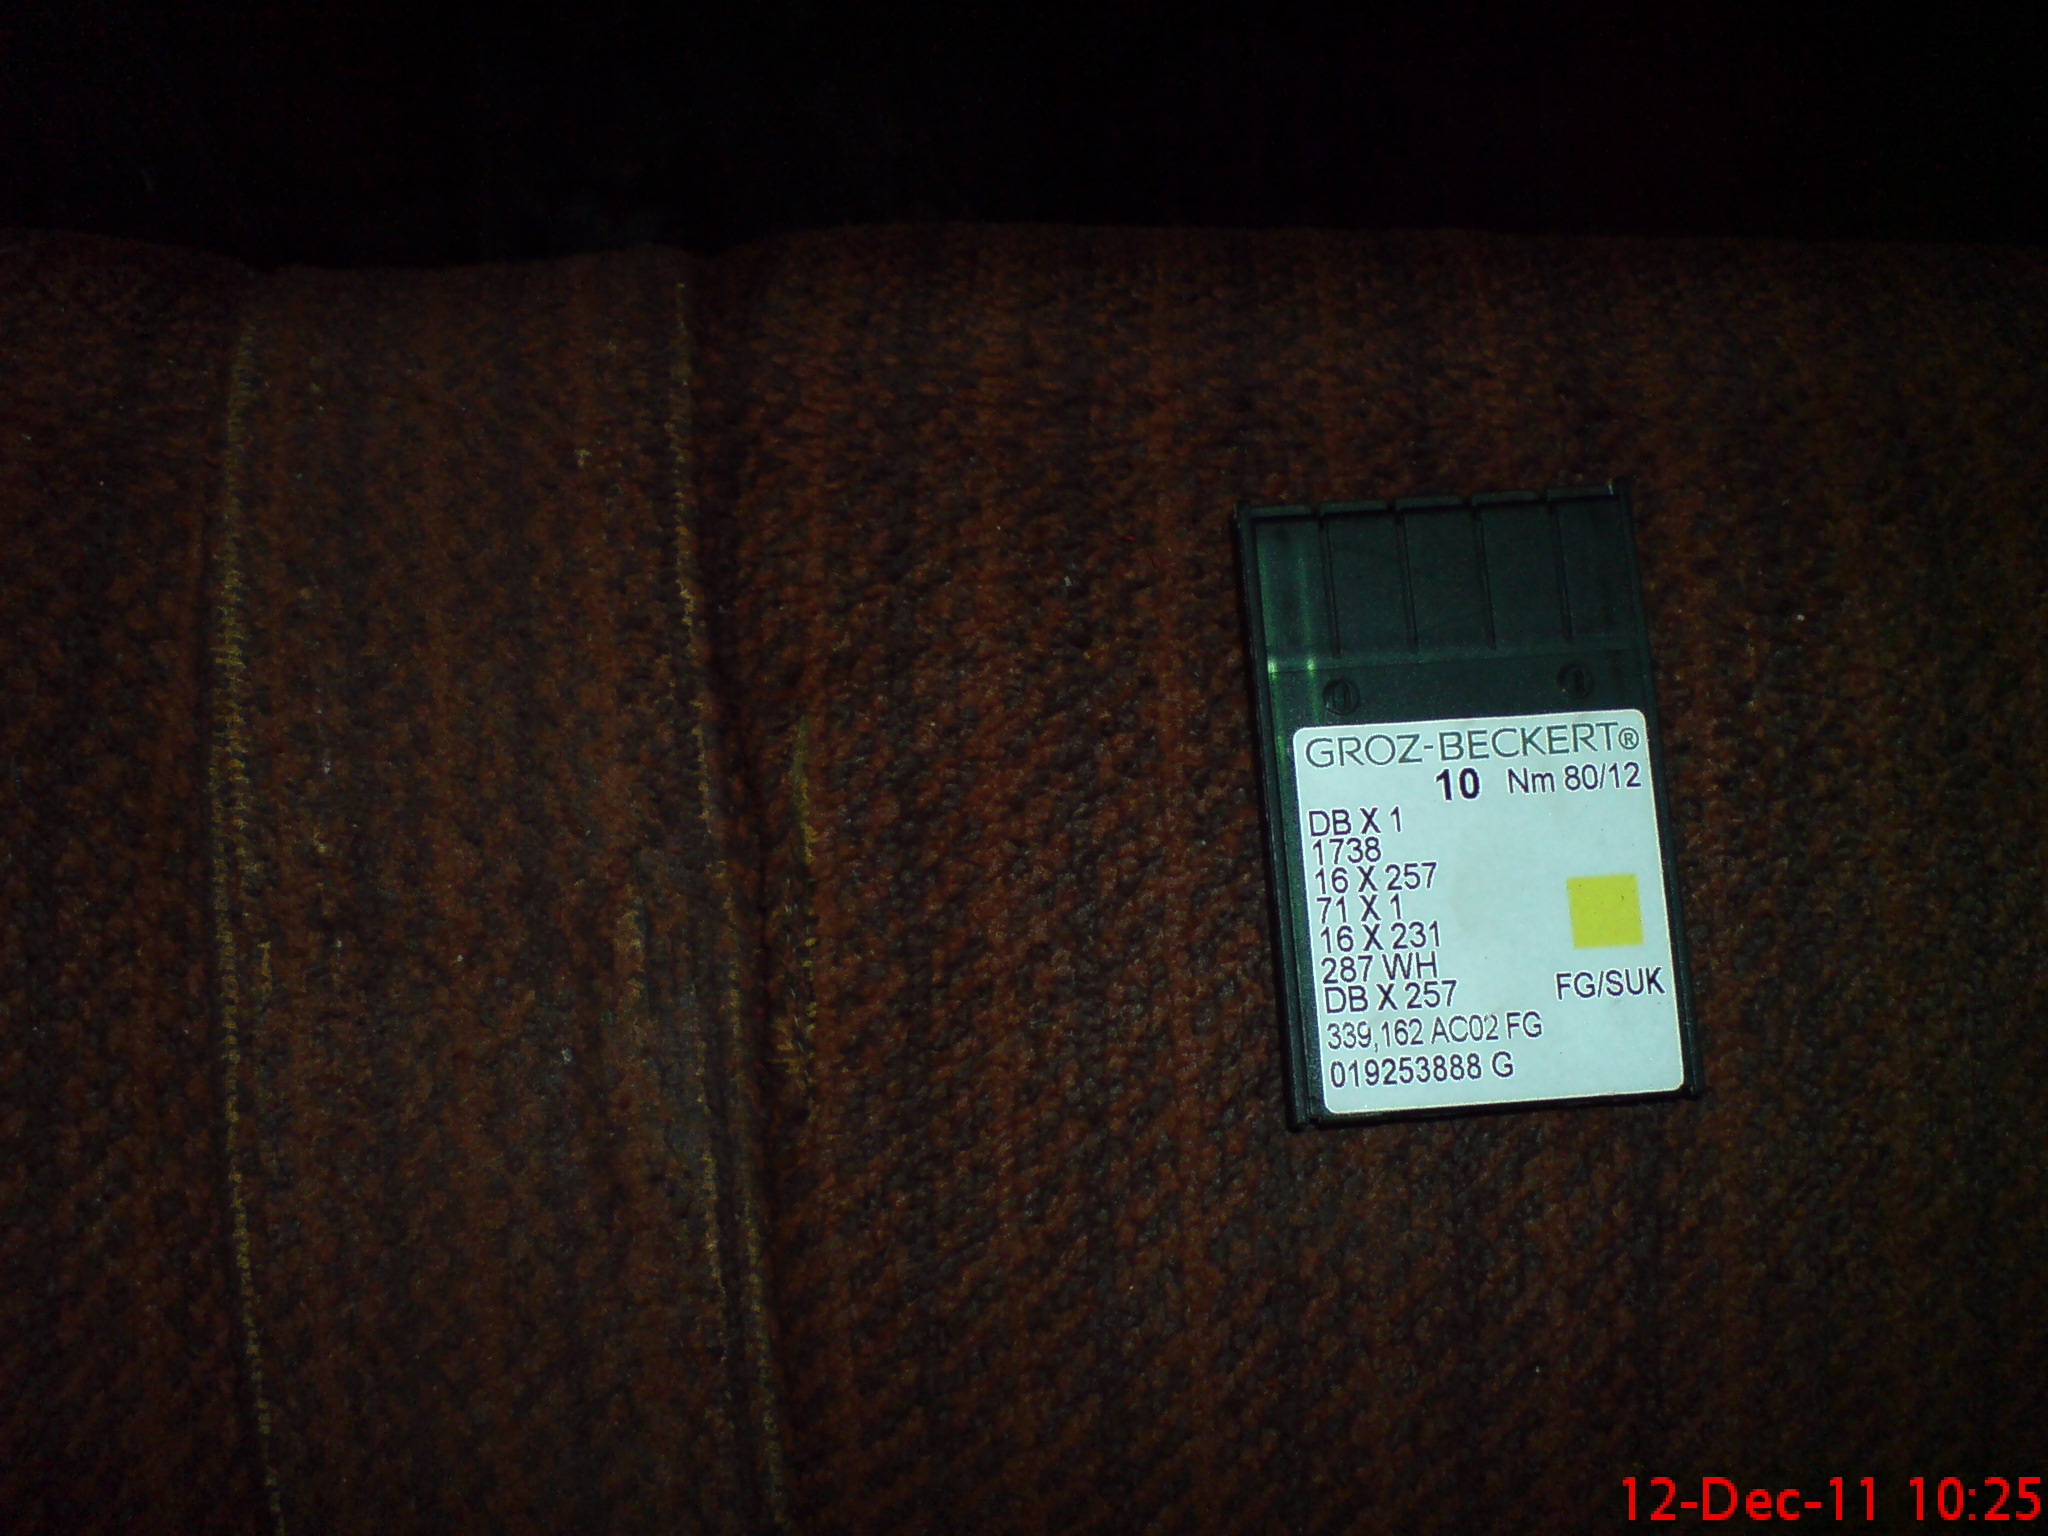 GROZ-BECKERT®
10 Nm 80/12
DB X 1
1738
16 X 257
71 X 1
16 X 231
287 WH
DB X 257
FG/SUK
339,162 AC02 FG
019253888 G
12-Dec-11 10:25